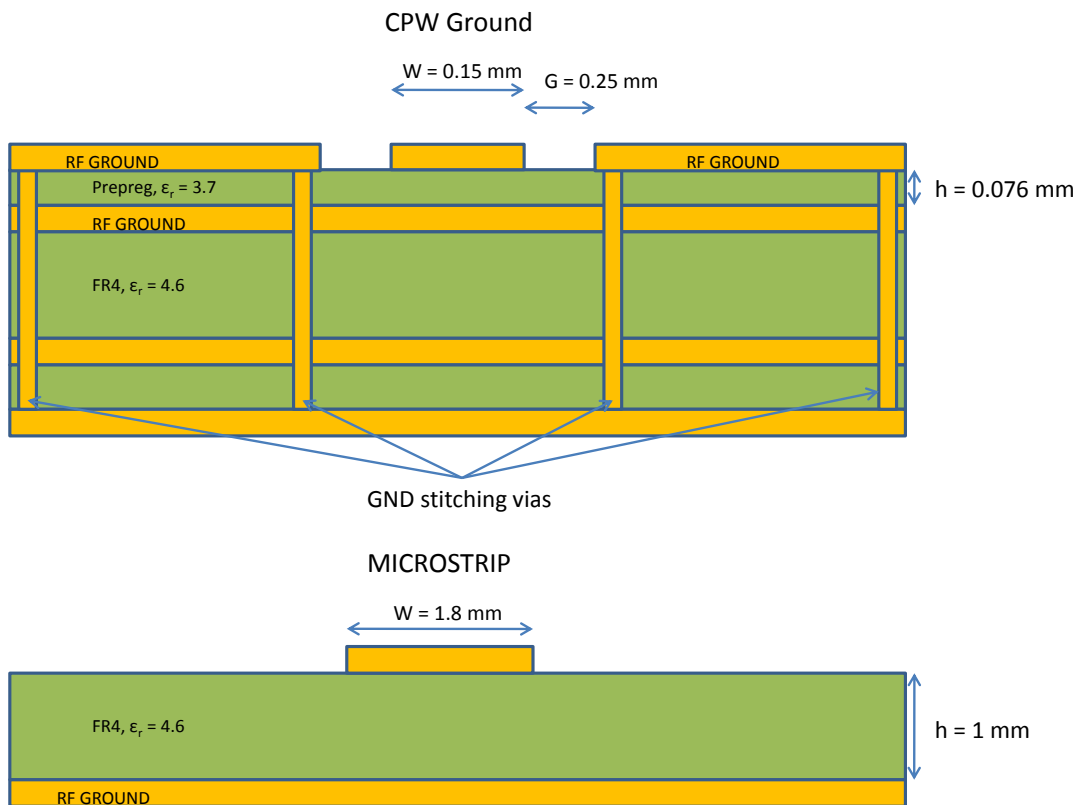 CPW Ground
W = 0.15 mm
G = 0.25 mm
RF GROUND
RF GROUND
Prepreg, εr = 3.7
h = 0.076 mm
RF GROUND
FR4, εr = 4.6
GND stitching vias
MICROSTRIP
W = 1.8 mm
FR4, εr = 4.6
h = 1 mm
RF GROUND